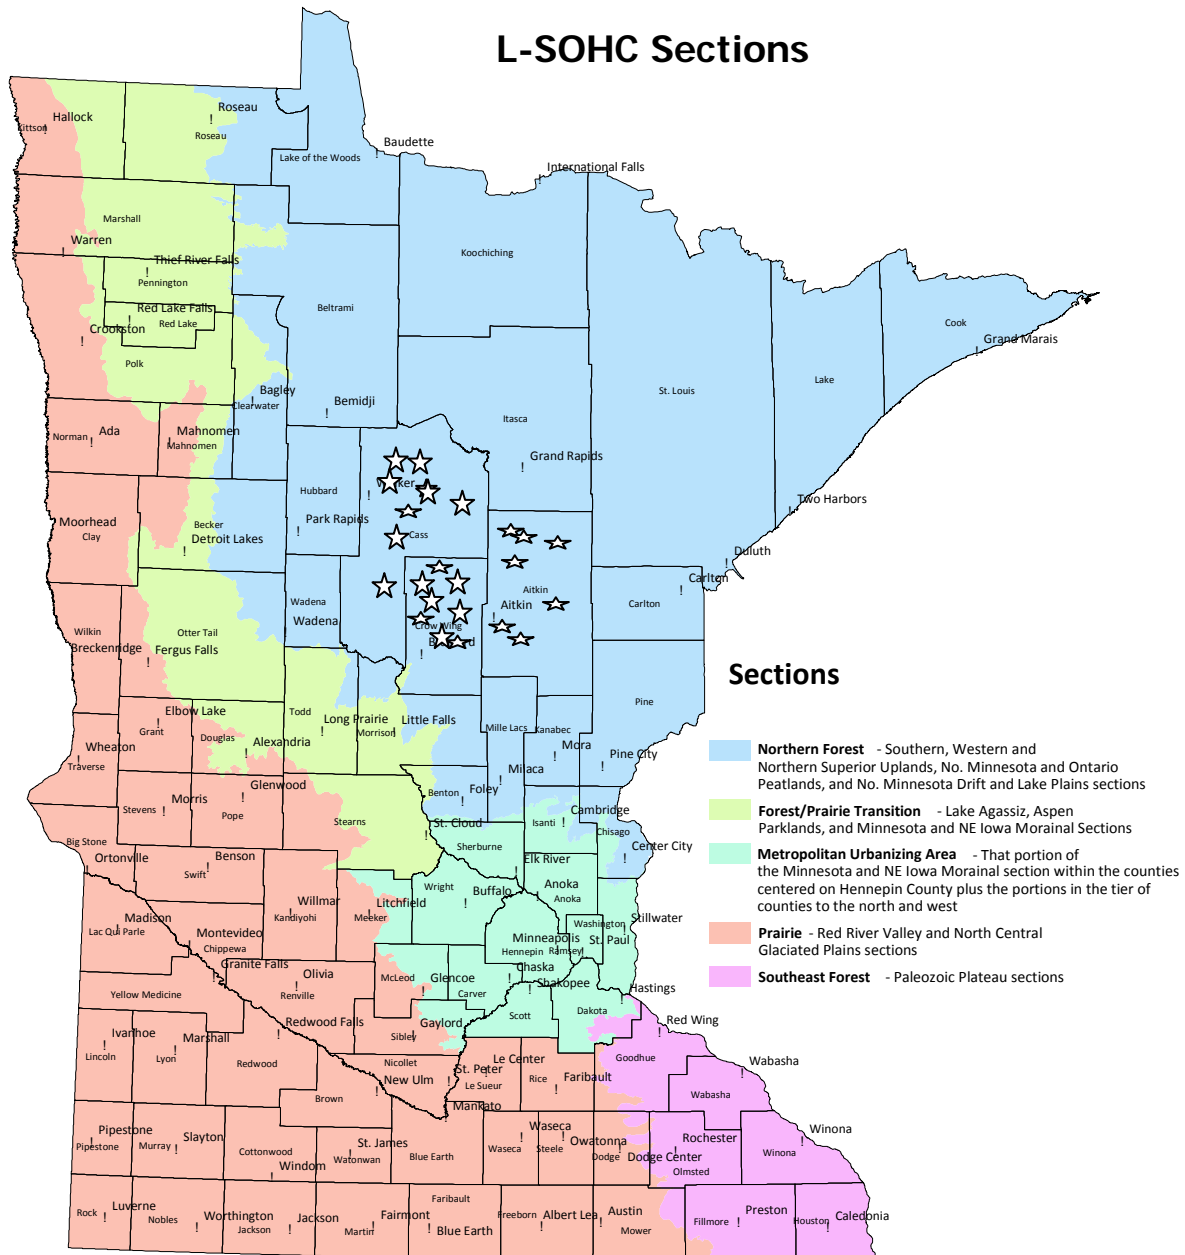 L-SOHC Sections
Roseau
Hallock
Kittson
Roseau
Baudette
Lake of the Woods
International Falls
Marshall
Warren
Koochiching
Thief River Falls
Pennington
Beltrami
Red Lake Falls
Red Lake
Crookston
Cook
Grand Marais
Polk
Lake
St. Louis
Bagley
Clearwater
Bemidji
Itasca
Ada
Norman
Mahnomen
Mahnomen
Grand Rapids
Walker
Hubbard
Two Harbors
Park Rapids
Moorhead
Clay
Becker
Detroit Lakes
Cass
Duluth
Carlton
Aitkin
Aitkin
Carlton
Wadena
Wadena
Crow Wing
Wilkin
Otter Tail
Breckenridge
Fergus Falls
Sections
Pine
Elbow Lake
Todd
Long Prairie
Little Falls
Grant
Douglas
Morrison
Mille Lacs
Kanabec
Alexandria
Wheaton
Traverse
Mora
Pine City
Milaca
Glenwood
Morris
Stevens
Pope
Benton
Foley
Stearns
St. Cloud
Cambridge
Isanti
Chisago
Center City
Big Stone
Sherburne
Ortonville
Benson
Swift
Elk River
Northern Forest - Southern, Western and
Northern Superior Uplands, No. Minnesota and Ontario
Peatlands, and No. Minnesota Drift and Lake Plains sections
Forest/Prairie Transition - Lake Agassiz, Aspen
Parklands, and Minnesota and NE Iowa Morainal Sections
Metropolitan Urbanizing Area - That portion of
the Minnesota and NE Iowa Morainal section within the counties
centered on Hennepin County plus the portions in the tier of
counties to the north and west
Prairie - Red River Valley and North Central
Glaciated Plains sections
Southeast Forest - Paleozoic Plateau sections
Wright
Buffalo
Anoka
Anoka
Willmar
Kandiyohi
Litchfield
Meeker
Madison
Lac Qui Parle
Montevideo
Chippewa
Stillwater
Washington
Minneapolis
Hennepin
Ramsey
St. Paul
Granite Falls
Olivia
Renville
McLeod
Glencoe
Carver
Chaska
Shakopee
Hastings
Yellow Medicine
Scott
Dakota
Redwood Falls
Gaylord
Sibley
Red Wing
Ivanhoe
Lincoln
Marshall
Lyon
Redwood
Nicollet
New Ulm
Le Center
St. Peter
Le Sueur
Rice
Faribault
Goodhue
Wabasha
Wabasha
Brown
Mankato
Pipestone
Pipestone
Slayton
Murray
Cottonwood
Windom
St. James
Watonwan
Blue Earth
Waseca
Waseca
Steele
Owatonna
Dodge
Dodge Center
Rochester
Olmsted
Winona
Winona
Luverne
Rock
Nobles
Worthington
Jackson
Jackson
Fairmont
Martin
Faribault
Blue Earth
Freeborn
Albert Lea
Austin
Mower
Preston
Fillmore
Houston
Caledonia